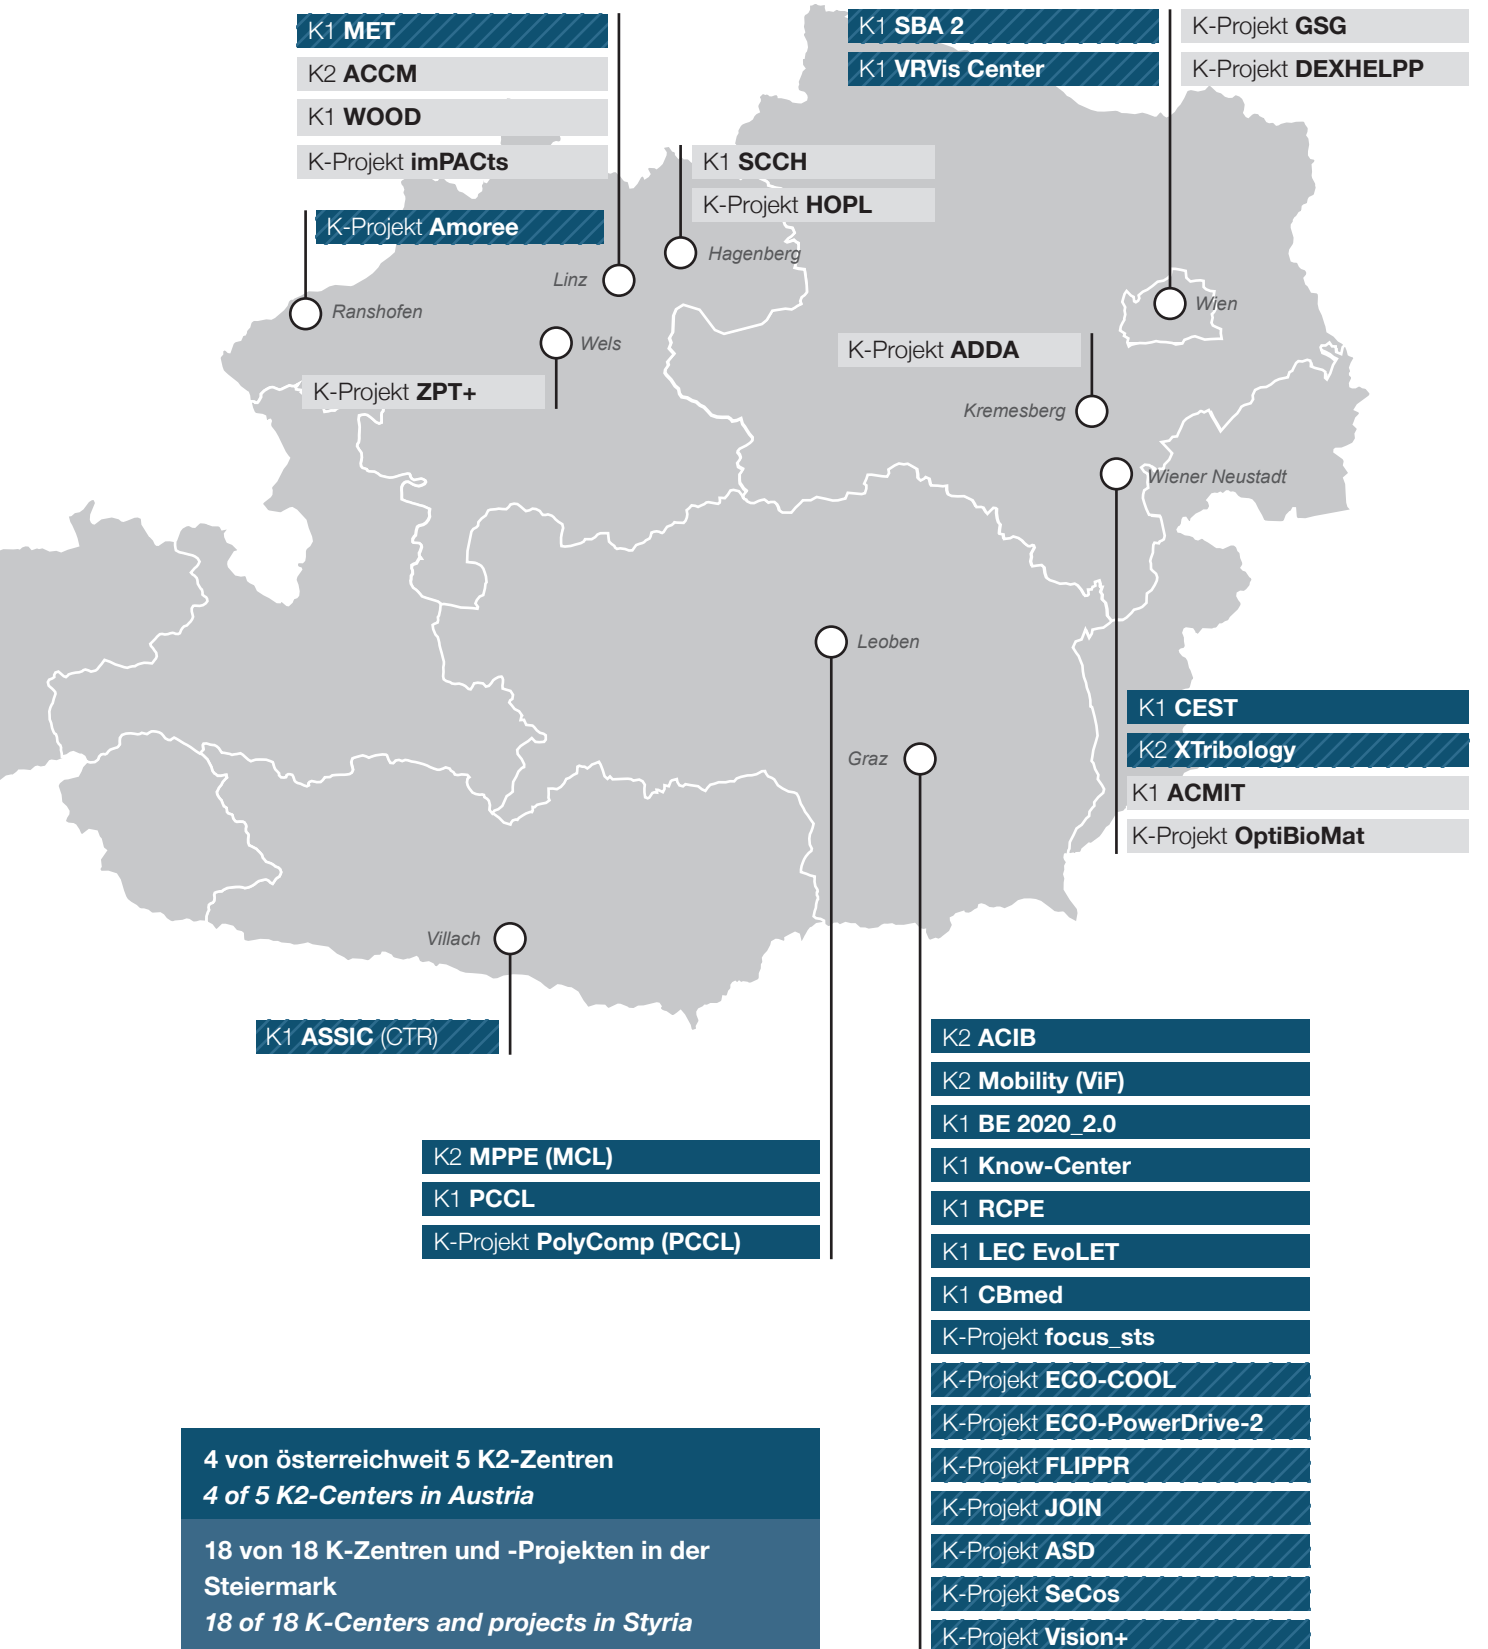 K1 MET
K2 ACCM
K1 WOOD
K-Projekt imPACts
K1 SBA 2
K1 VRVis Center
K-Projekt GSG
K-Projekt DEXHELPP
K1 SCCH
K-Projekt HOPL
K-Projekt Amoree
Hagenberg
Linz
Ranshofen
Wien
Wels
K-Projekt ADDA
K-Projekt ZPT+
Kremesberg
Wiener Neustadt
Leoben
K1 CEST
K2 XTribology
K1 ACMIT
K-Projekt OptiBioMat
Graz
Villach
K1 ASSIC (CTR)
K2 MPPE (MCL)
K1 PCCL
K-Projekt PolyComp (PCCL)
K2 ACIB
K2 Mobility (ViF)
K1 BE 2020_2.0
K1 Know-Center
K1 RCPE
K1 LEC EvoLET
K1 CBmed
K-Projekt focus_sts
K-Projekt ECO-COOL
K-Projekt ECO-PowerDrive-2
K-Projekt FLIPPR
K-Projekt JOIN
K-Projekt ASD
K-Projekt SeCos
K-Projekt Vision+
4 von österreichweit 5 K2-Zentren
4 of 5 K2-Centers in Austria
18 von 18 K-Zentren und -Projekten in der
Steiermark
18 of 18 K-Centers and projects in Styria